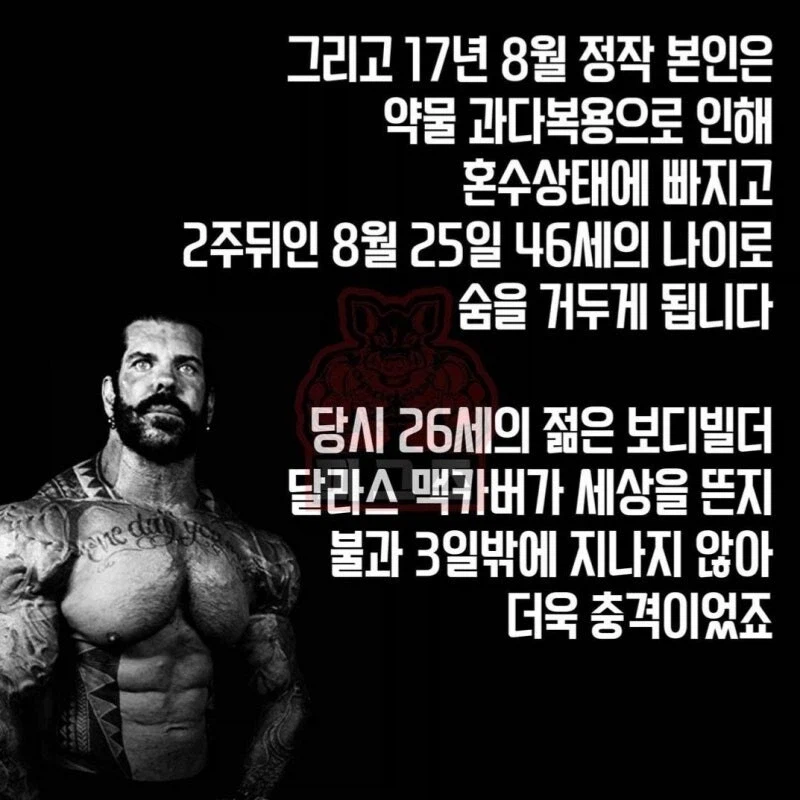 그리고 17년 8월 정작 본인은
약물 과다복용으로 인해
혼수상태에 빠지고
2주뒤인 8월 25일 46세의 나이로
숨을 거두게 됩니다
당시 26세의 젊은 보디빌더
달라스 맥카버가 세상을 뜬지
불과 3일밖에 지나지 않아
더욱 충격이었죠
one day yo